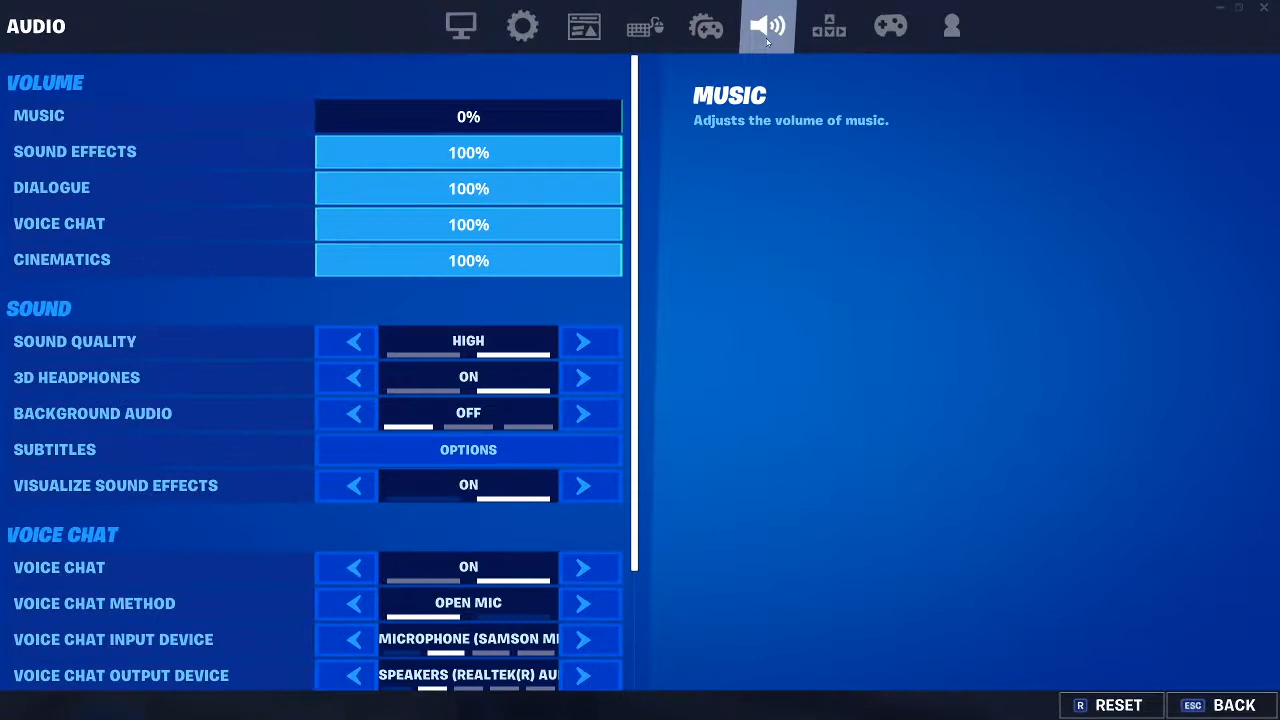 AUDIO
VOLUME
MUSIC 0%
SOUND EFFECTS 100%
DIALOGUE 100%
VOICE CHAT 100%
CINEMATICS 100%
SOUND
SOUND QUALITY HIGH
3D HEADPHONES ON
BACKGROUND AUDIO OFF
SUBTITLES OPTIONS
VISUALIZE SOUND EFFECTS ON
VOICE CHAT
VOICE CHAT ON
VOICE CHAT METHOD OPEN MIC
VOICE CHAT INPUT DEVICE MICROPHONE (SAMSON M
VOICE CHAT OUTPUT DEVICE SPEAKERS (REALTEK(R) AU
MUSIC
Adjusts the volume of music.
R RESET ESC BACK